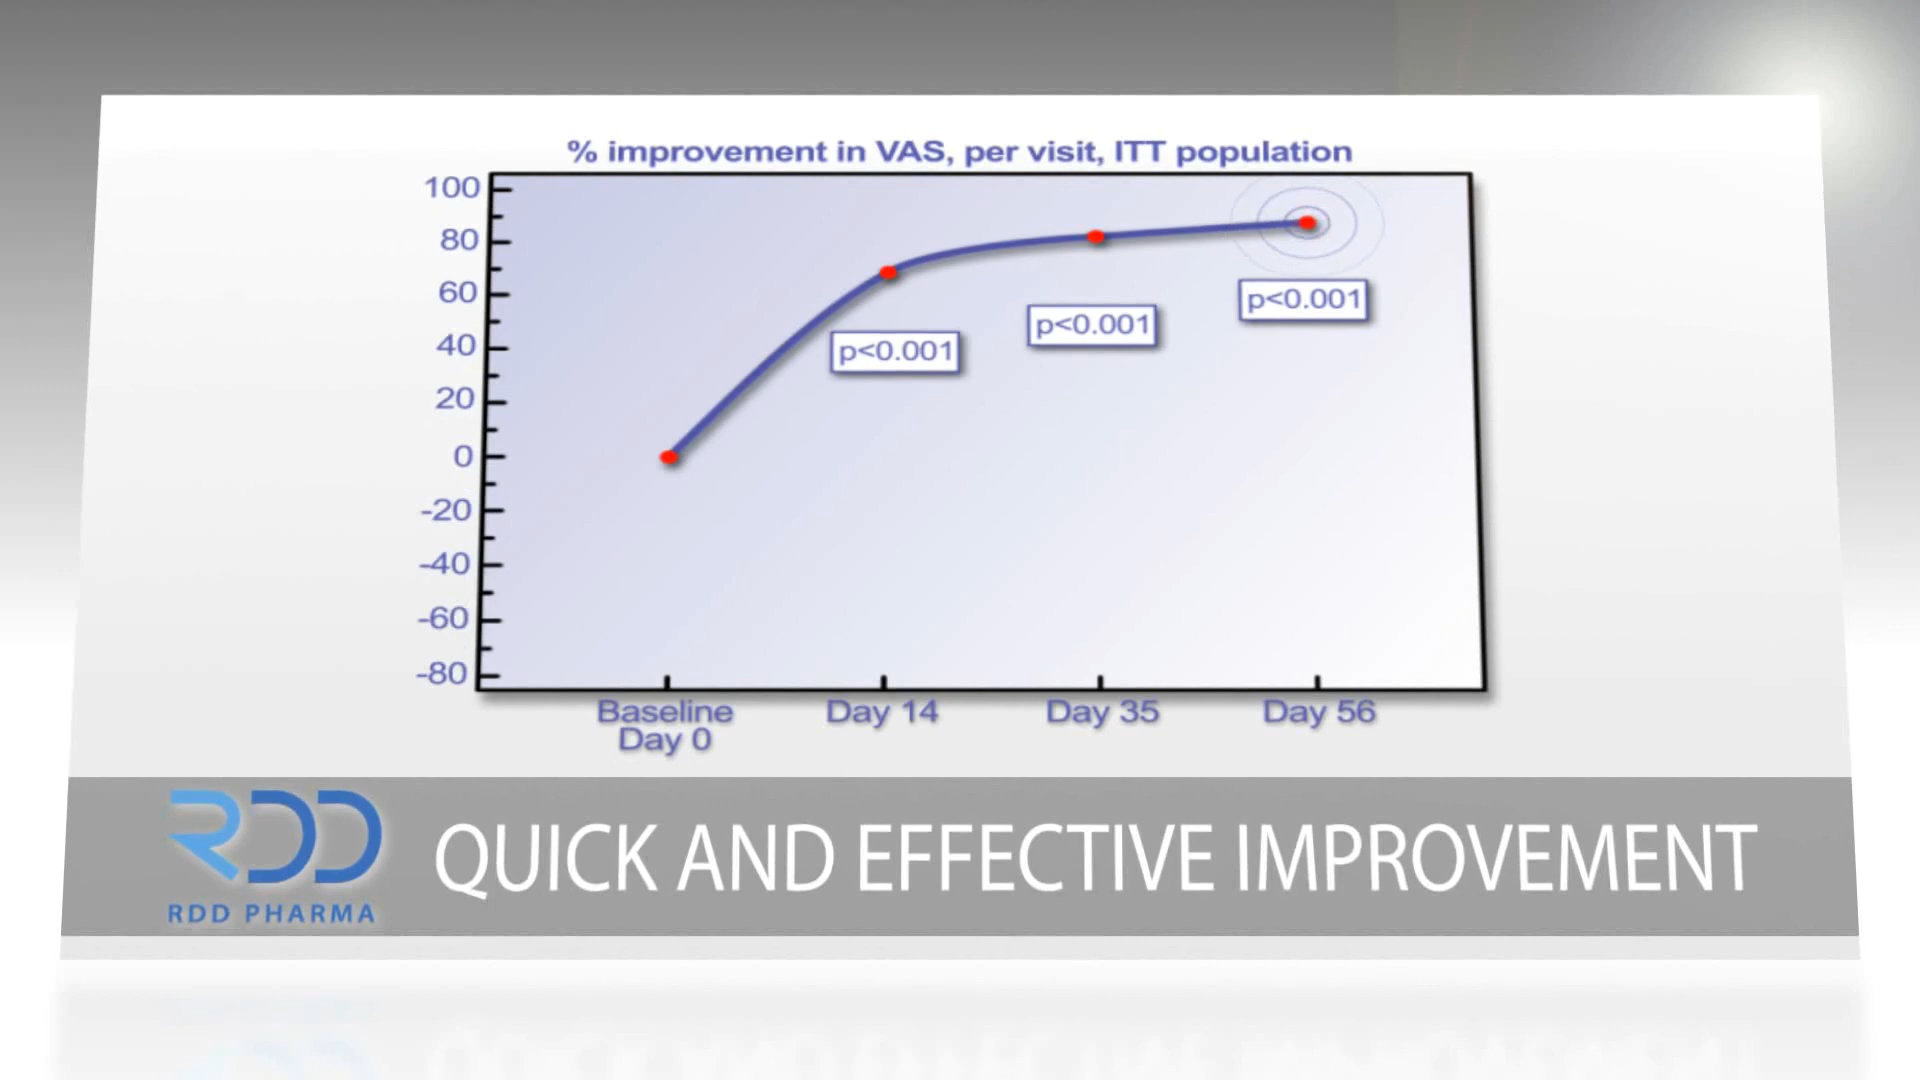 % improvement in VAS, per visit, ITT population
100
80
60
40
20
0
-20
-40
-60
-80
p<0.001
p<0.001
p<0.001
Baseline
Day 0
Day 14
Day 35
Day 56
RDD
RDD PHARMA
QUICK AND EFFECTIVE IMPROVEMENT